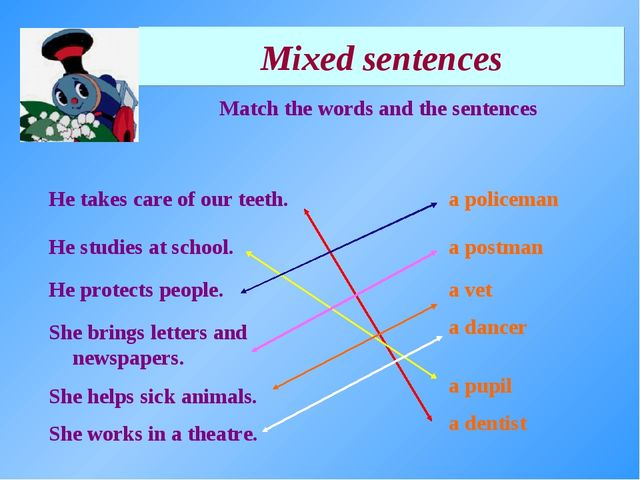 Mixed sentences
Match the words and the sentences
He takes care of our teeth.
He studies at school.
He protects people.
She brings letters and
newspapers.
She helps sick animals.
She works in a theatre.
a policeman
a postman
a vet
a dancer
a pupil
a dentist